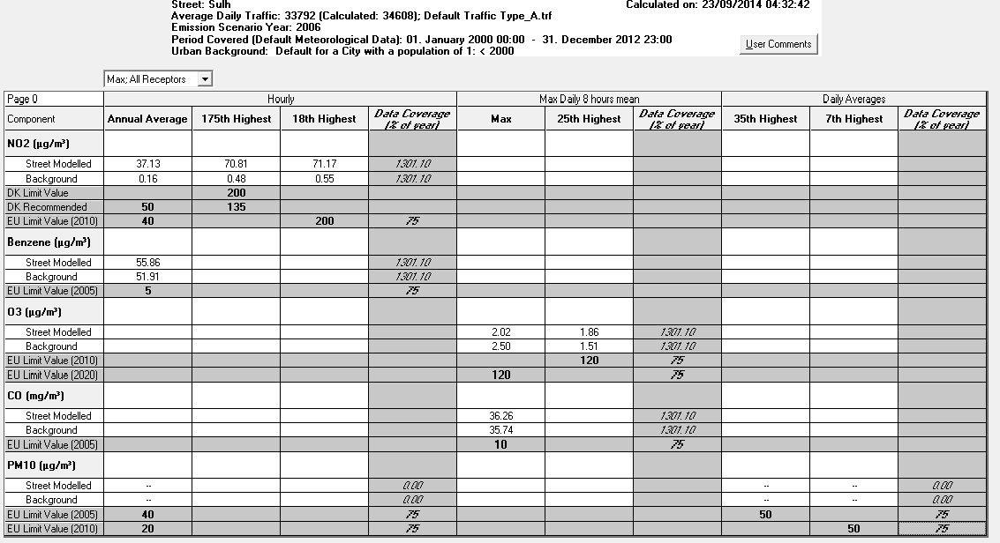 Street: Sulh Calculated on: 23/09/2014 04:32:42
Average Daily Traffic: 33792 (Calculated: 34608); Default Traffic Type_A.trf
Emission Scenario Year: 2006
Period Covered (Default Meteorological Data): 01. January 2000 00:00 - 31. December 2012 23:00
User Comments
Urban Background: Default for a City with a population of 1: < 2000
Max; All Receptors
Page 0 Hourly Max Daily 8 hours mean Daily Averages
Component Annual Average 175th Highest 18th Highest Data Coverage (% of year) Max 25th Highest Data Coverage (% of year) 35th Highest 7th Highest Data Coverage (% of year)
NO2 (µg/m³)
Street Modelled 37.13 70.81 71.17 1301.10
Background 0.16 0.48 0.55 1301.10
DK Limit Value 200
DK Recommended 50 135
EU Limit Value (2010) 40 200 75
Benzene (µg/m³)
Street Modelled 55.86 1301.10
Background 51.91 1301.10
EU Limit Value (2005) 5 75
O3 (µg/m³)
Street Modelled 2.02 1.86 1301.10
Background 2.50 1.51 1301.10
EU Limit Value (2010) 120 75
EU Limit Value (2020) 120 75
CO (mg/m³)
Street Modelled 36.26 1301.10
Background 35.74 1301.10
EU Limit Value (2005) 10 75
PM10 (µg/m³)
Street Modelled -- 0.00 -- -- 0.00
Background -- 0.00 -- -- 0.00
EU Limit Value (2005) 40 75 50 75
EU Limit Value (2010) 20 75 50 75